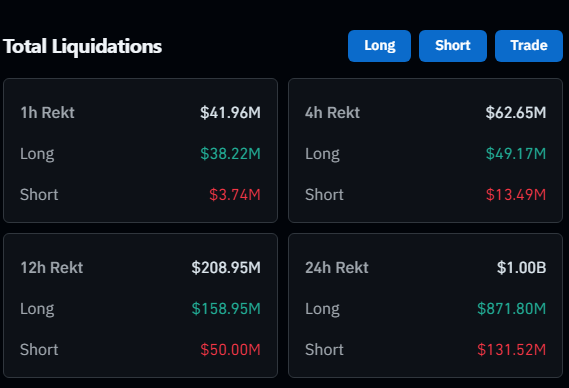 Total Liquidations
Long Short Trade
1h Rekt $41.96M
Long $38.22M
Short $3.74M
4h Rekt $62.65M
Long $49.17M
Short $13.49M
12h Rekt $208.95M
Long $158.95M
Short $50.00M
24h Rekt $1.00B
Long $871.80M
Short $131.52M